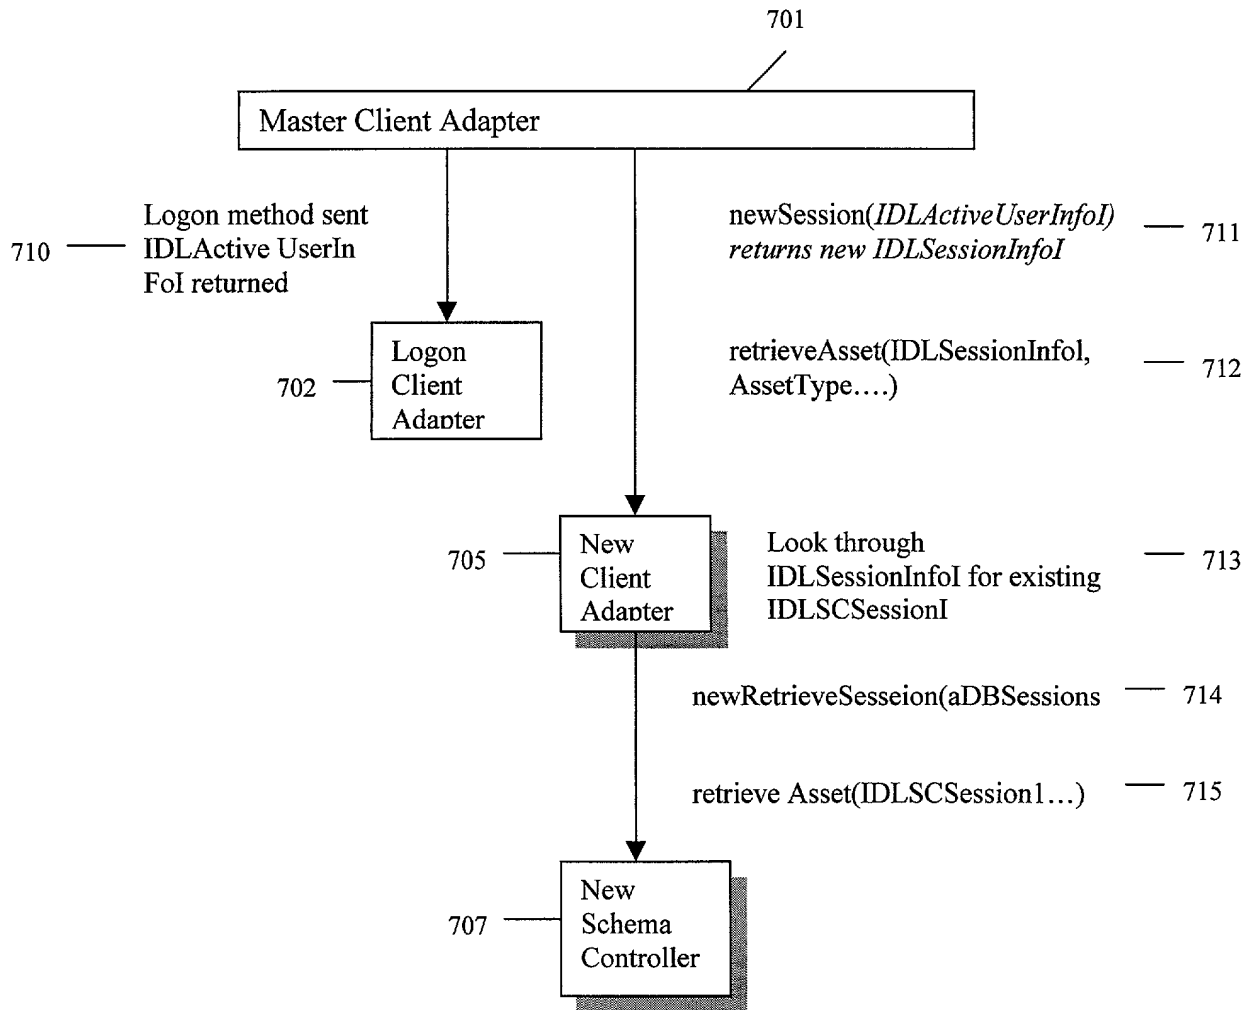 701
Master Client Adapter
Logon method sent
IDLActive UserIn
FoI returned
710
newSession(IDLActiveUserInfoI)
returns new IDLSessionInfoI
711
Logon
Client
Adapter
702
retrieveAsset(IDLSessionInfoI,
AssetType....)
712
705
New
Client
Adapter
Look through
IDLSessionInfoI for existing
IDLSCSessionI
713
newRetrieveSesseion(aDBSessions
714
retrieve Asset(IDLSCSession1...)
715
707
New
Schema
Controller